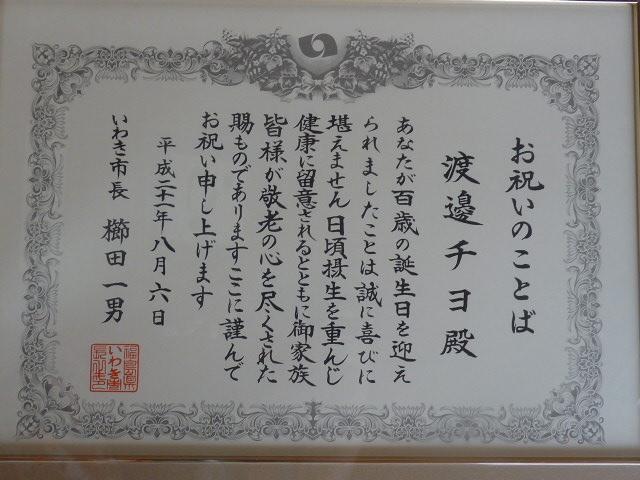 お祝いのことば
渡邊チヨ殿
あなたが百歳の誕生日を迎え
られましたことは誠に喜びに
堪えません日頃摂生を重んじ
健康に留意されるとともに御家族
皆様が敬老の心を尽くされた
賜ものでありますここに謹んで
お祝い申し上げます
平成二十一年八月六日
いわき市長 櫛田一男